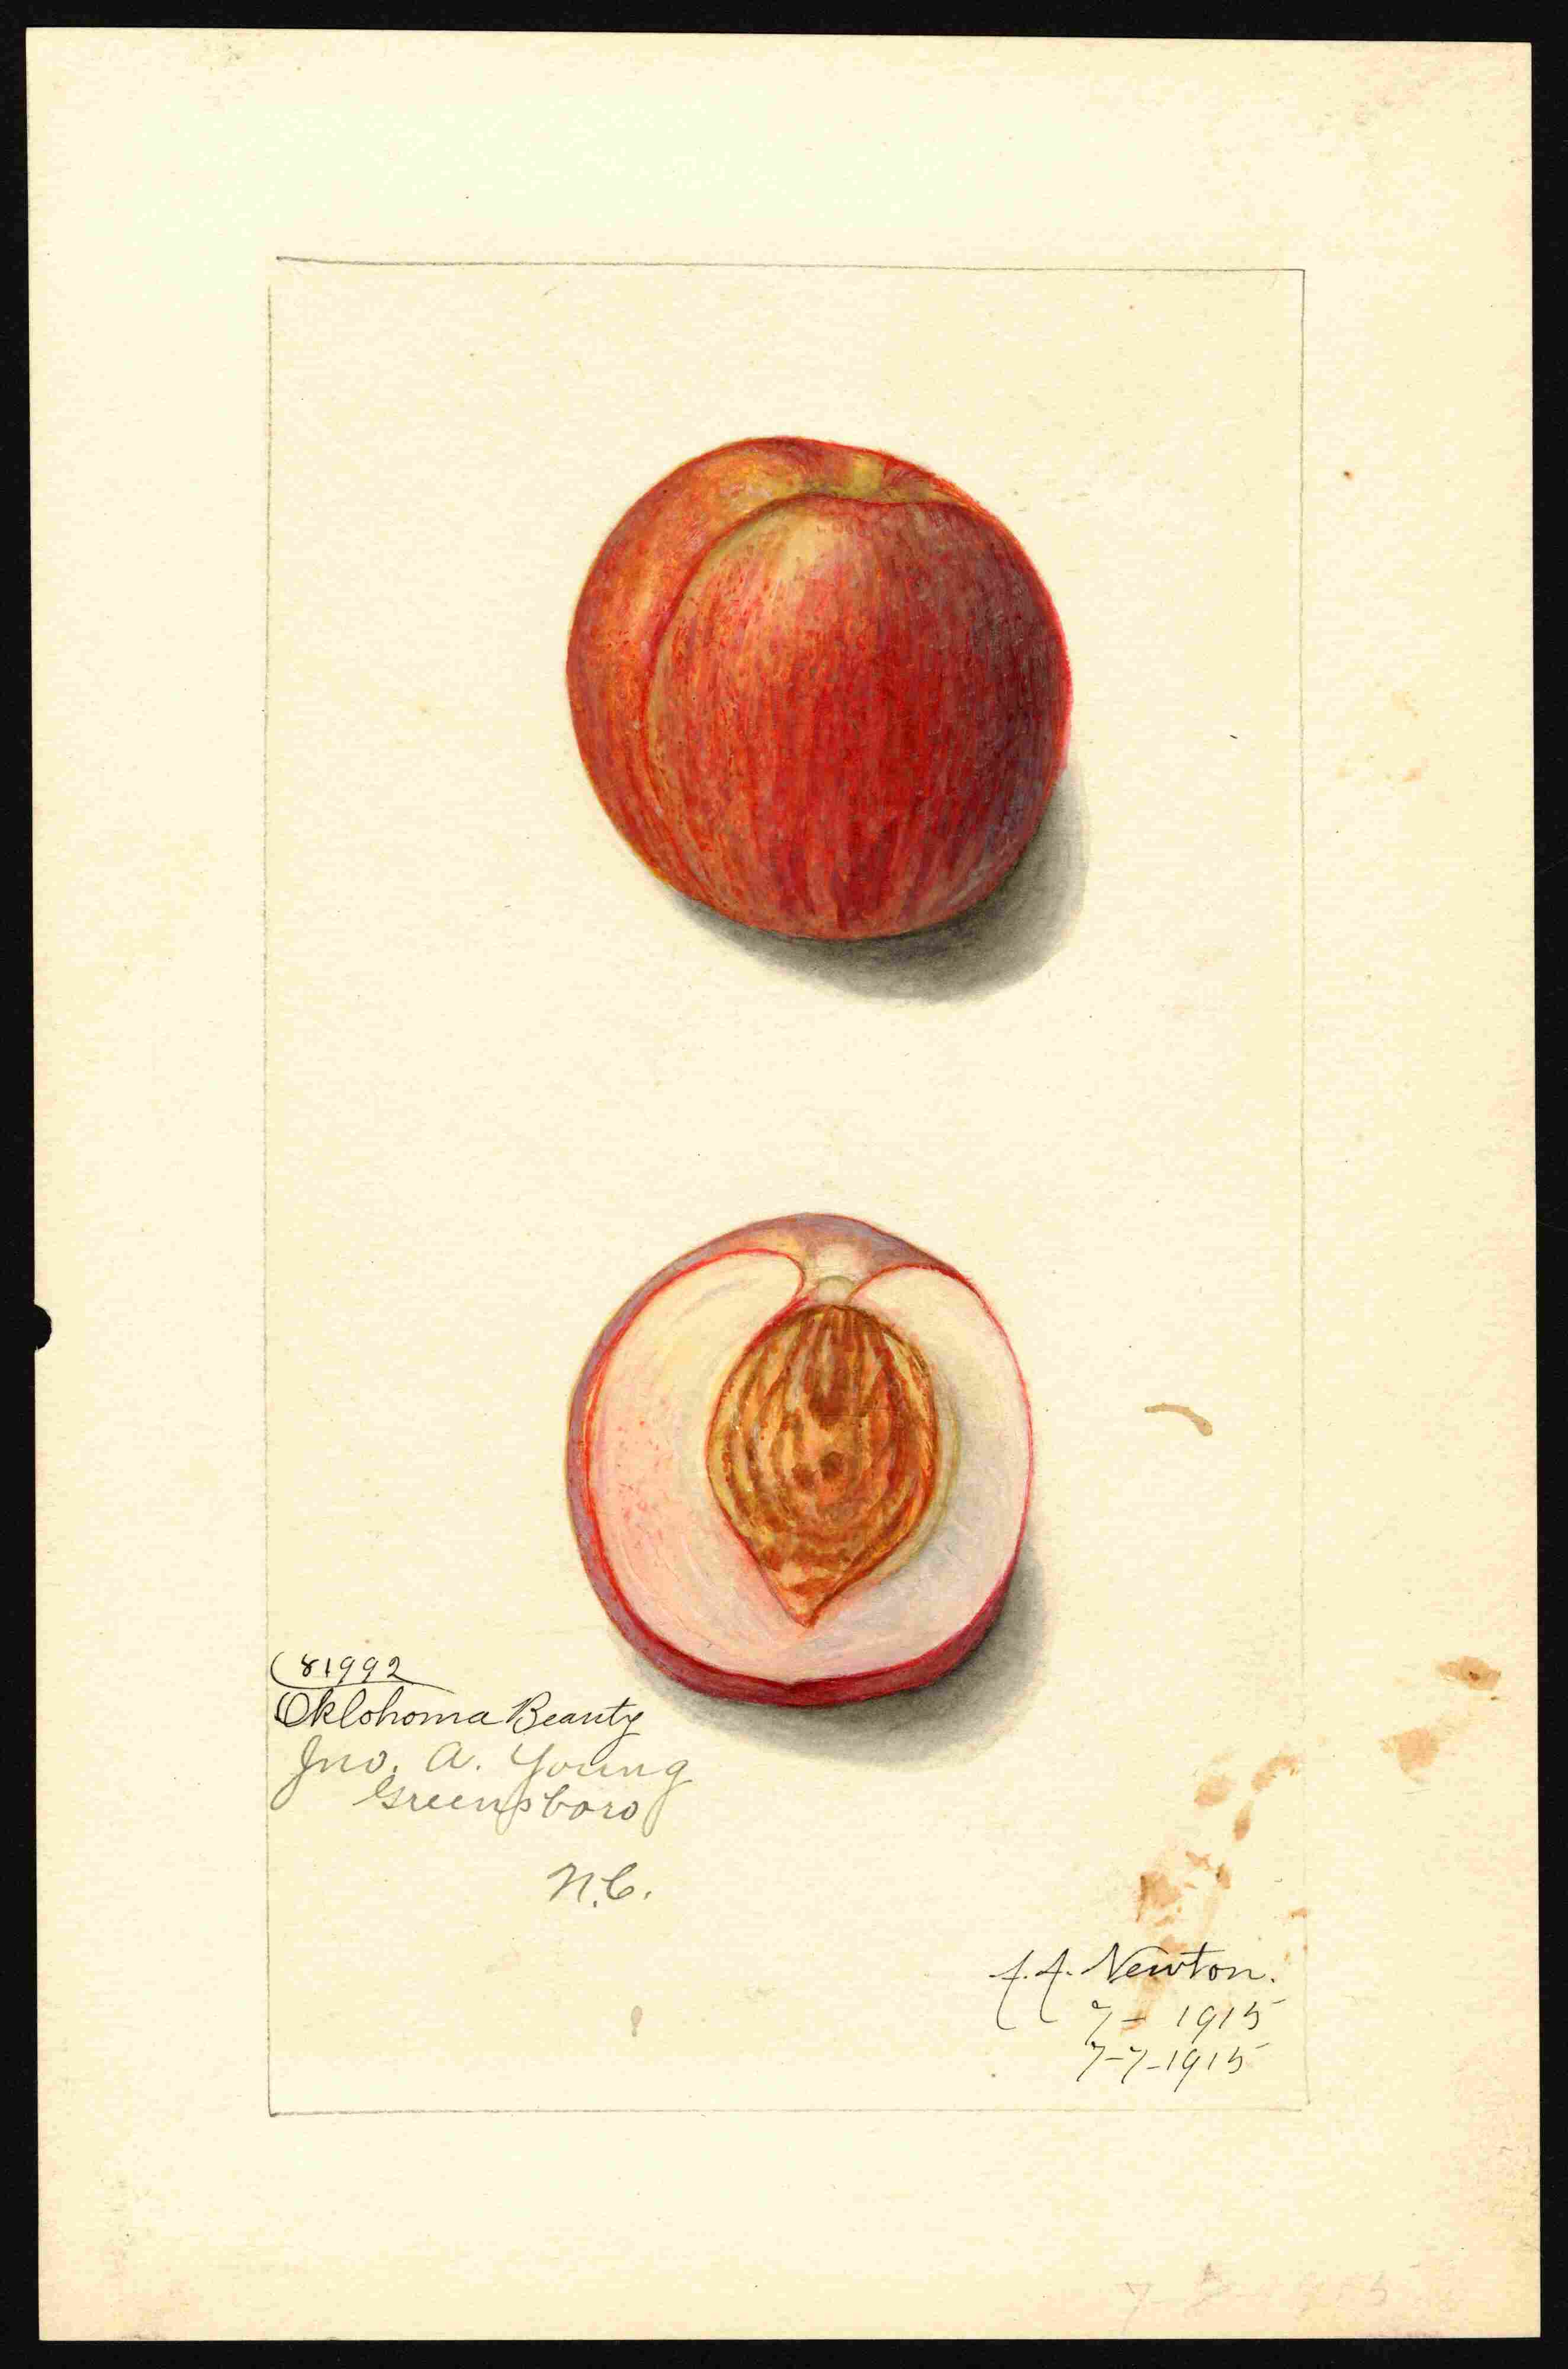 81992
Oklohoma Beauty
Jno. A. Young
Greensboro
N.C.
A.A. Newton.
7- 1915
7-7-1915